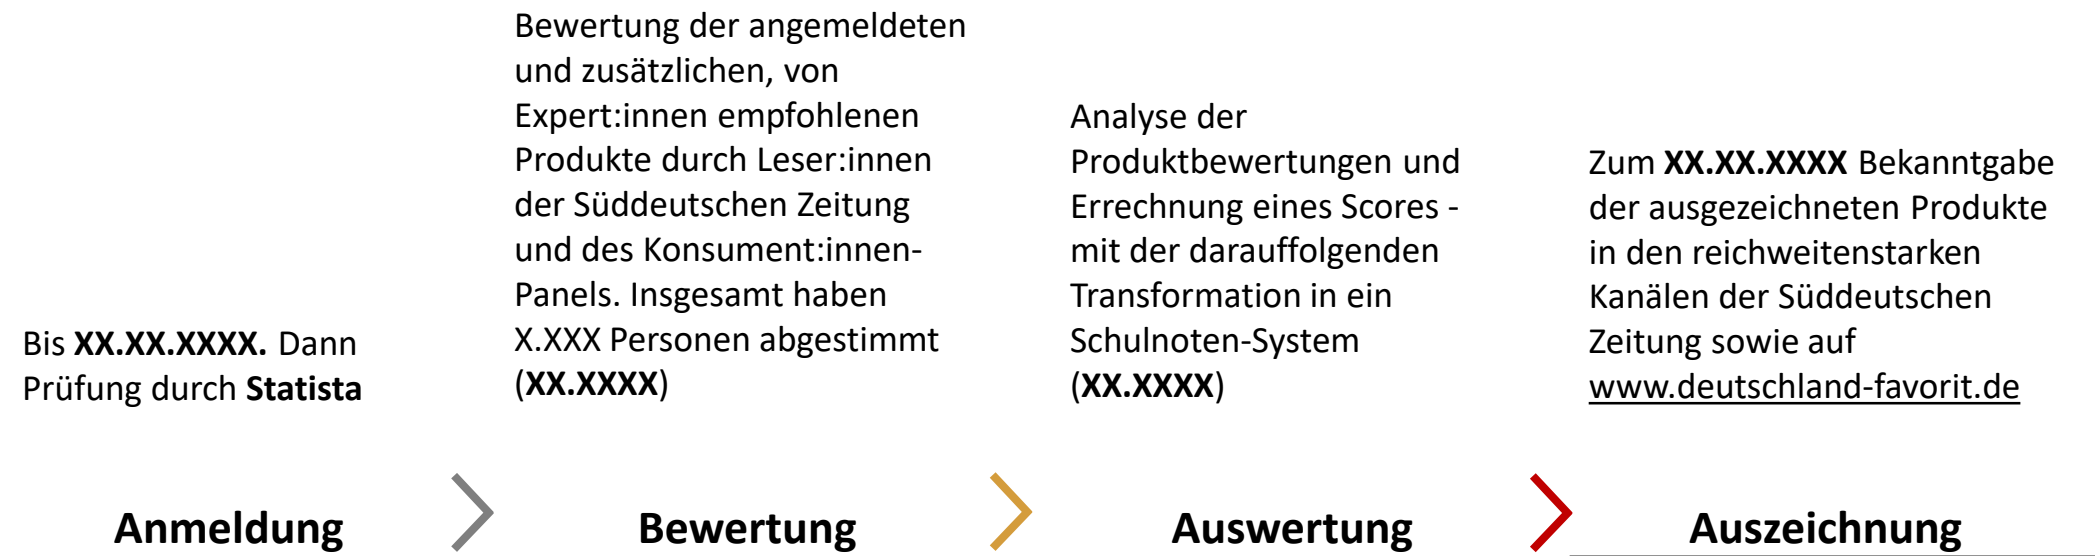 Bis XX.XX.XXXX. Dann
Prüfung durch Statista
Anmeldung
Bewertung der angemeldeten
und zusätzlichen, von
Expert:innen empfohlenen
Produkte durch Leser:innen
der Süddeutschen Zeitung
und des Konsument:innen-
Panels. Insgesamt haben
X.XXX Personen abgestimmt
(XX.XXXX)
Bewertung
Analyse der
Produktbewertungen und
Errechnung eines Scores -
mit der darauffolgenden
Transformation in ein
Schulnoten-System
(XX.XXXX)
Auswertung
Zum XX.XX.XXXX Bekanntgabe
der ausgezeichneten Produkte
in den reichweitenstarken
Kanälen der Süddeutschen
Zeitung sowie auf
www.deutschland-favorit.de
Auszeichnung